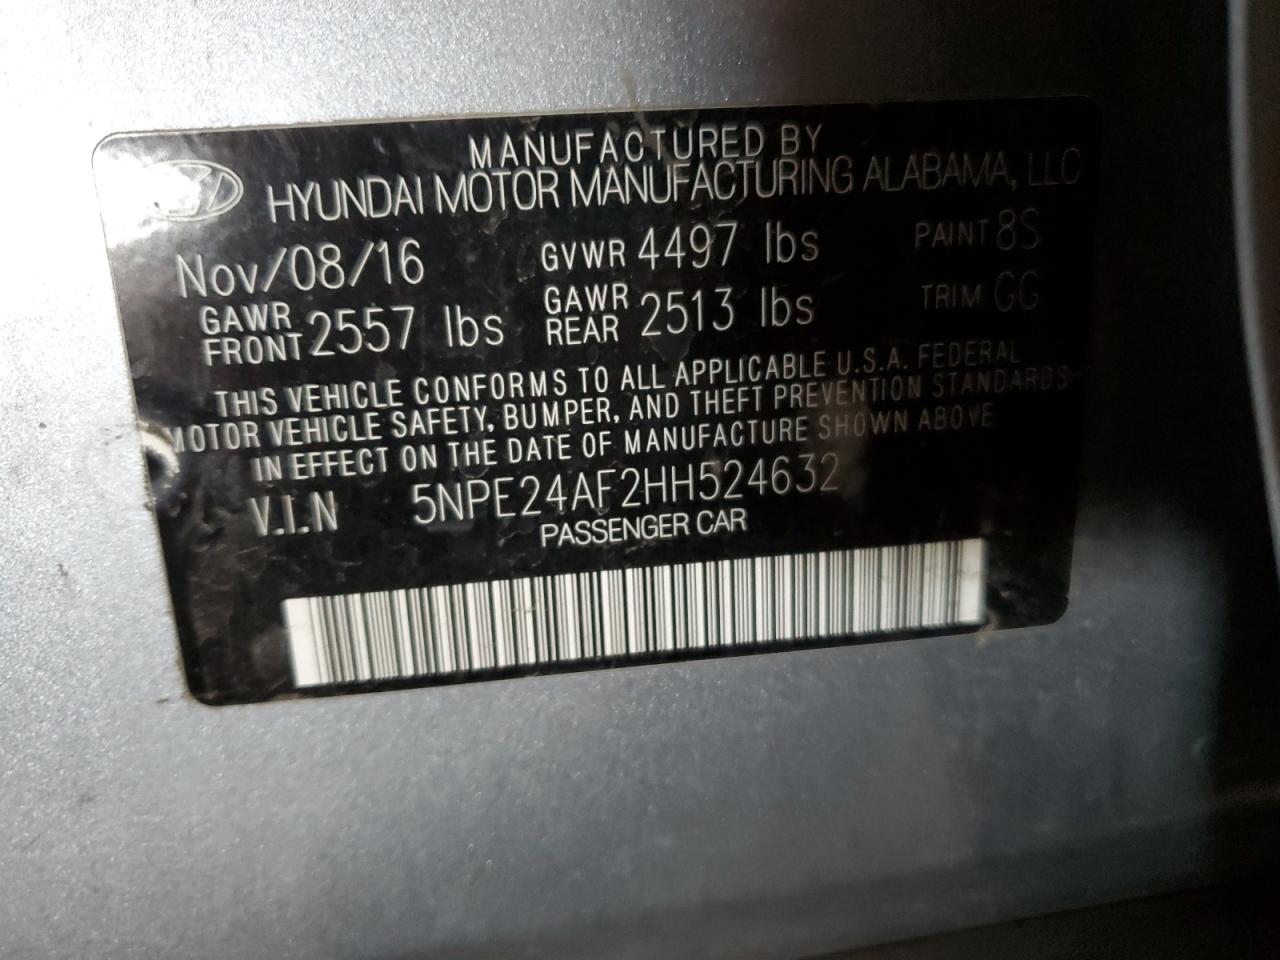 MANUFACTURED BY
HYUNDAI MOTOR MANUFACTURING ALABAMA, LLC
Nov/08/16 GVWR 4497 lbs PAINT 8S
GAWR FRONT 2557 lbs GAWR REAR 2513 lbs TRIM GG
THIS VEHICLE CONFORMS TO ALL APPLICABLE U.S.A. FEDERAL
MOTOR VEHICLE SAFETY, BUMPER, AND THEFT PREVENTION STANDARDS
IN EFFECT ON THE DATE OF MANUFACTURE SHOWN ABOVE
V.I.N 5NPE24AF2HH524632
PASSENGER CAR